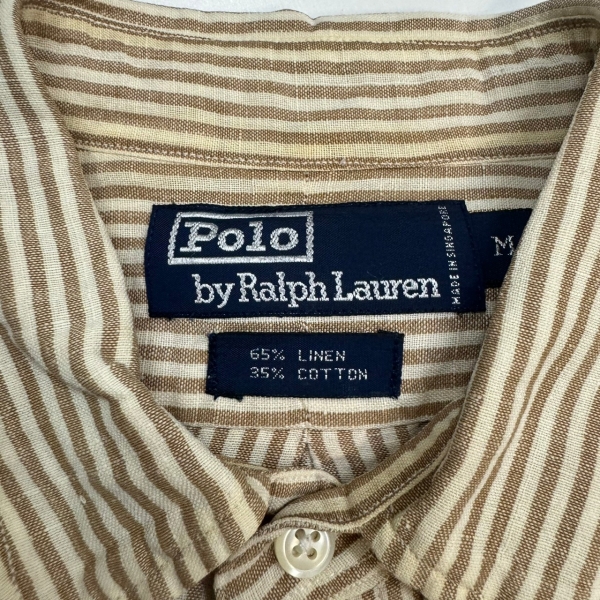 Polo
by Ralph Lauren
MADE IN SINGAPORE
M
65% LINEN
35% COTTON